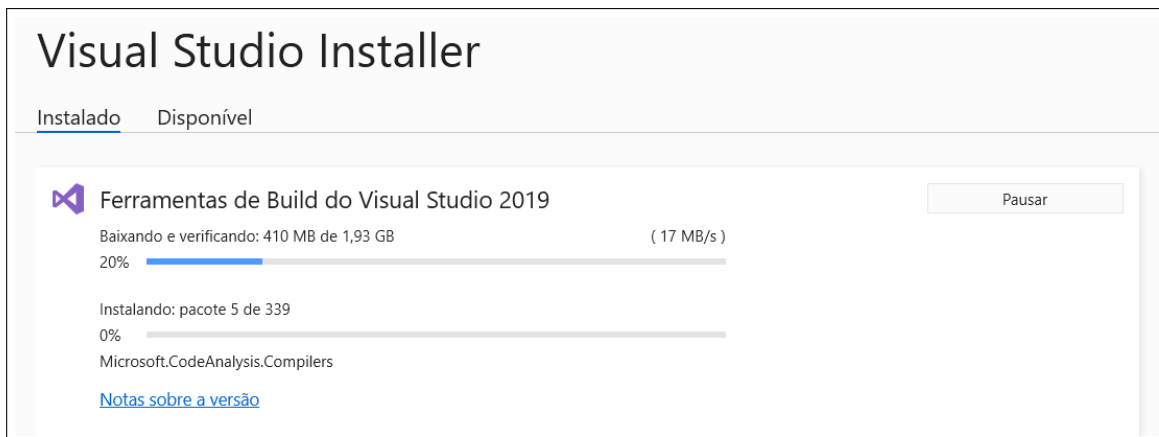 Visual Studio Installer
Instalado Disponível
Ferramentas de Build do Visual Studio 2019 Pausar
Baixando e verificando: 410 MB de 1,93 GB ( 17 MB/s )
20%
Instalando: pacote 5 de 339
0%
Microsoft.CodeAnalysis.Compilers
Notas sobre a versão